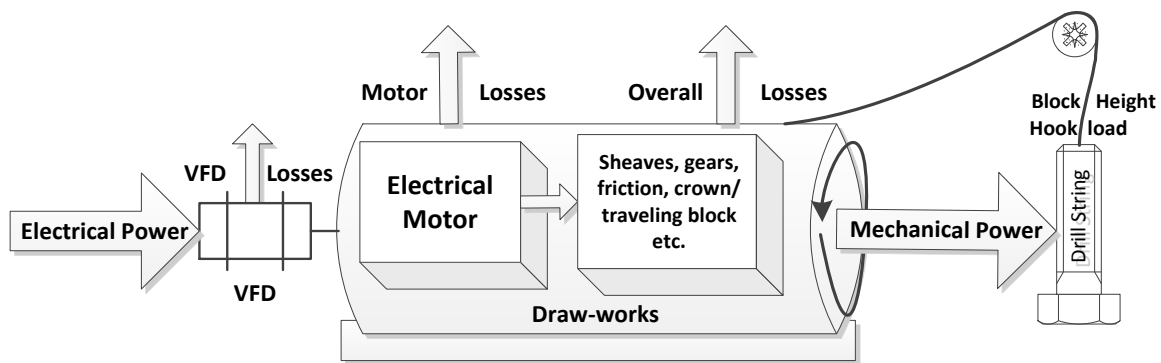 Motor Losses
Overall Losses
Block Height
Hook load
VFD Losses
Electrical Power
VFD
Electrical
Motor
Sheaves, gears,
friction, crown/
traveling block
etc.
Mechanical Power
Drill String
Draw-works